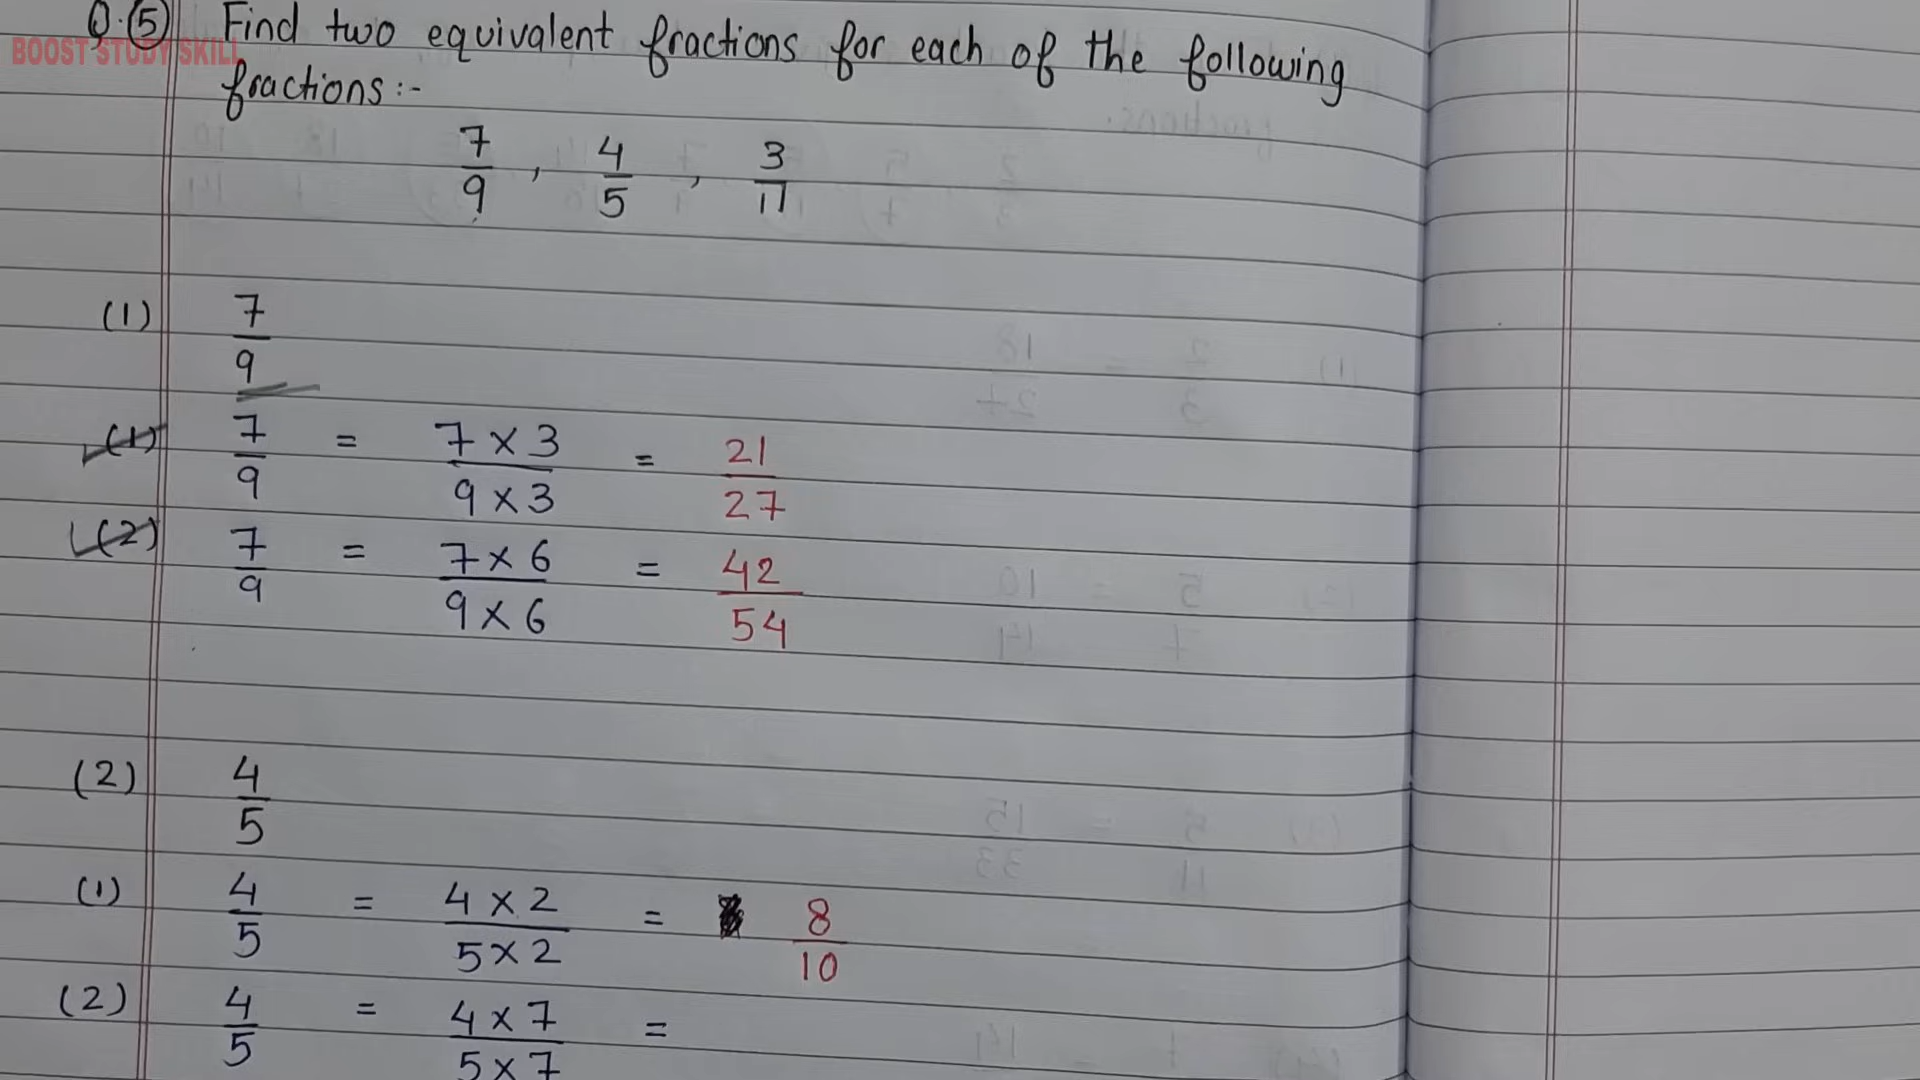 Q.(5) Find two equivalent fractions for each of the following
BOOST STUDY SKILL
fractions :-
7/9 , 4/5 , 3/11
(1) 7/9
(1) 7/9 = 7 × 3 / 9 × 3 = 21/27
(2) 7/9 = 7 × 6 / 9 × 6 = 42/54
(2) 4/5
(1) 4/5 = 4 × 2 / 5 × 2 = 8/10
(2) 4/5 = 4 × 7 / 5 × 7 =